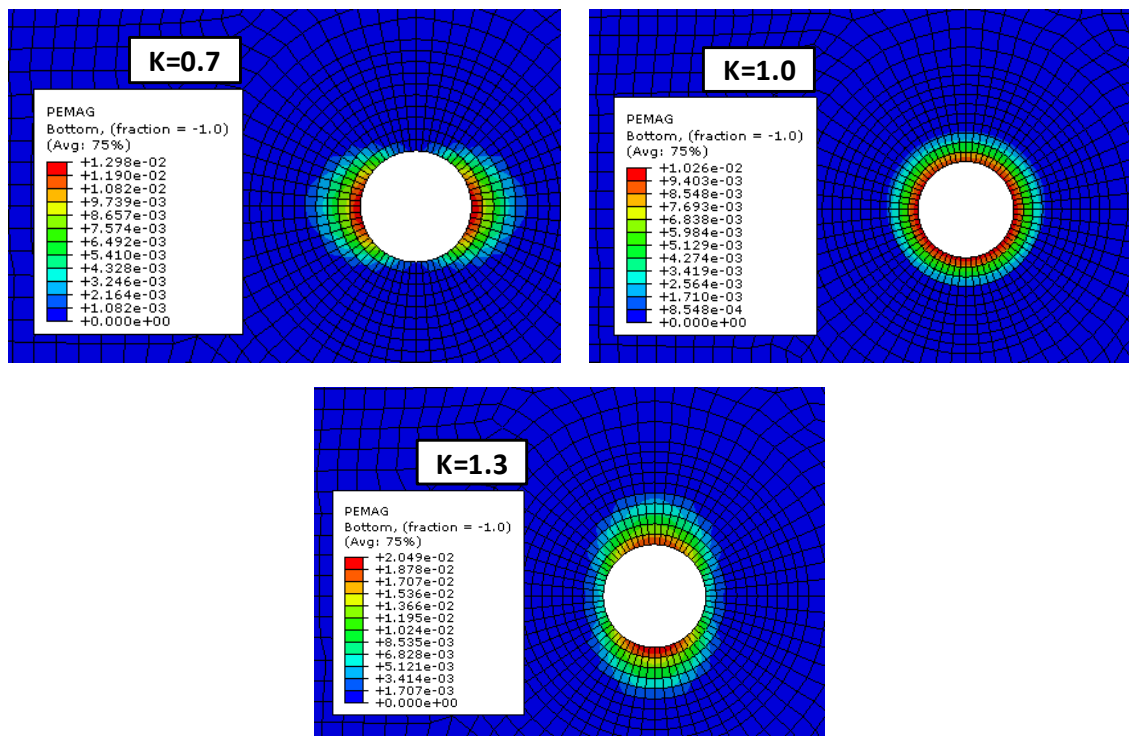 K=0.7
PEMAG
Bottom, (fraction = -1.0)
(Avg: 75%)
+1.298e-02
+1.190e-02
+1.082e-02
+9.739e-03
+8.657e-03
+7.574e-03
+6.492e-03
+5.410e-03
+4.328e-03
+3.246e-03
+2.164e-03
+1.082e-03
+0.000e+00
K=1.0
PEMAG
Bottom, (fraction = -1.0)
(Avg: 75%)
+1.026e-02
+9.403e-03
+8.548e-03
+7.693e-03
+6.838e-03
+5.984e-03
+5.129e-03
+4.274e-03
+3.419e-03
+2.564e-03
+1.710e-03
+8.548e-04
+0.000e+00
K=1.3
PEMAG
Bottom, (fraction = -1.0)
(Avg: 75%)
+2.049e-02
+1.878e-02
+1.707e-02
+1.536e-02
+1.366e-02
+1.195e-02
+1.024e-02
+8.535e-03
+6.828e-03
+5.121e-03
+3.414e-03
+1.707e-03
+0.000e+00